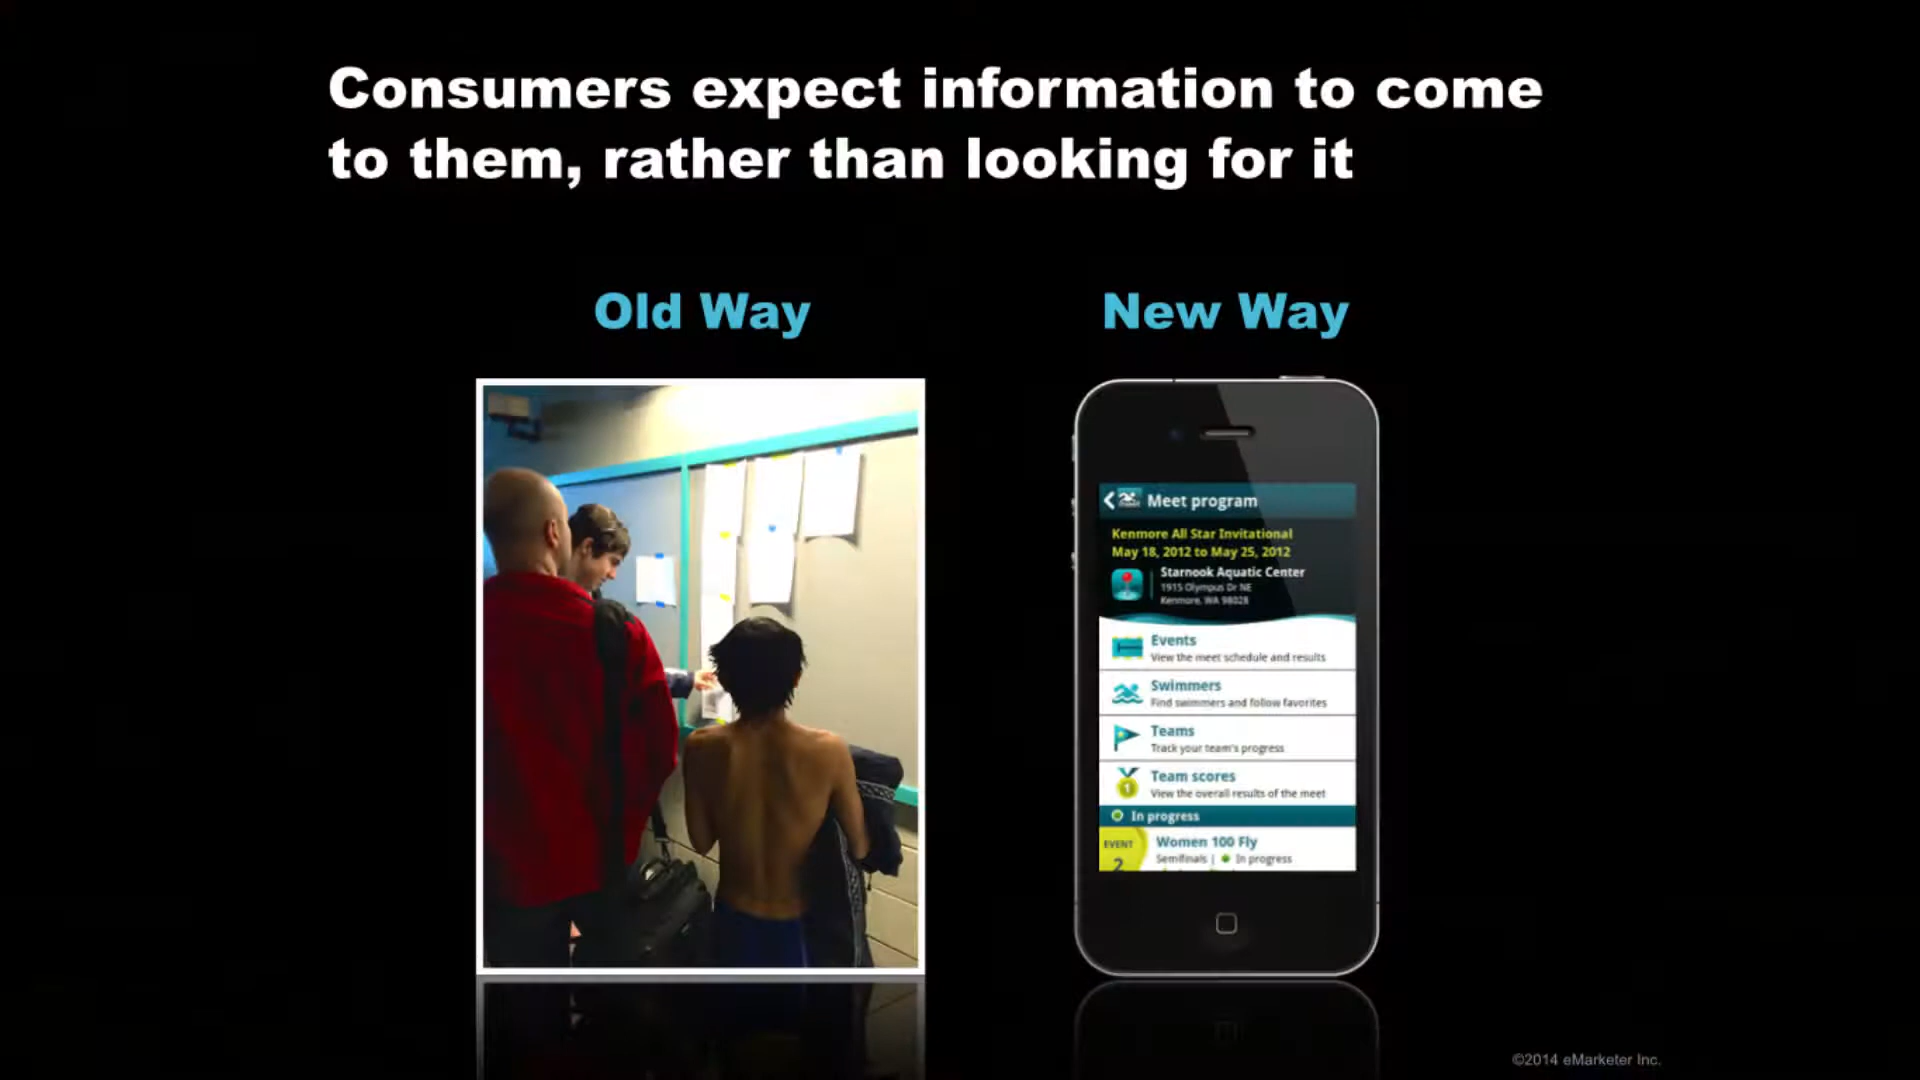 Consumers expect information to come
to them, rather than looking for it
Old Way
New Way
Meet program
Kenmore All Star Invitational
May 18, 2012 to May 25, 2012
Starnook Aquatic Center
1915 Olympus Dr NE
Kenmore, WA 98028
Events
View the meet schedule and results
Swimmers
Find swimmers and follow favorites
Teams
Track your team's progress
Team scores
1
View the overall results of the meet
In progress
EVENT
2
Women 100 Fly
Semifinals | In progress
©2014 eMarketer Inc.